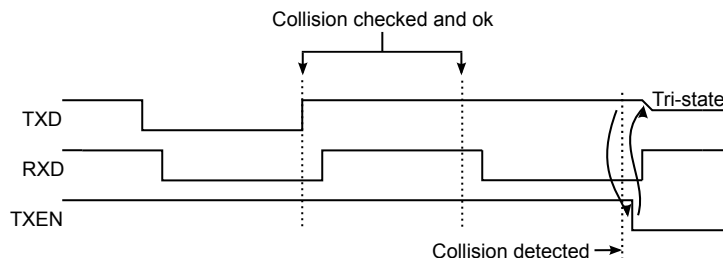 Collision checked and ok
TXD
Tri-state
RXD
TXEN
Collision detected